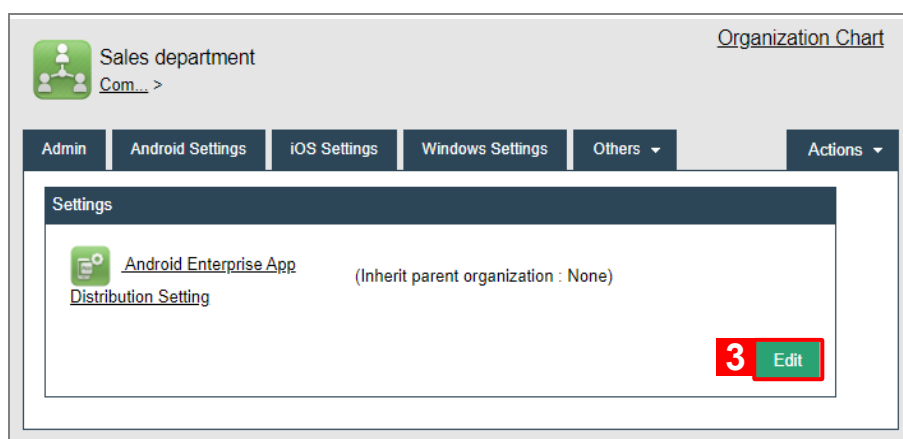 Organization Chart
Sales department
Com... >
Admin
Android Settings
iOS Settings
Windows Settings
Others
Actions
Settings
Android Enterprise App
Distribution Setting
(Inherit parent organization : None)
3
Edit